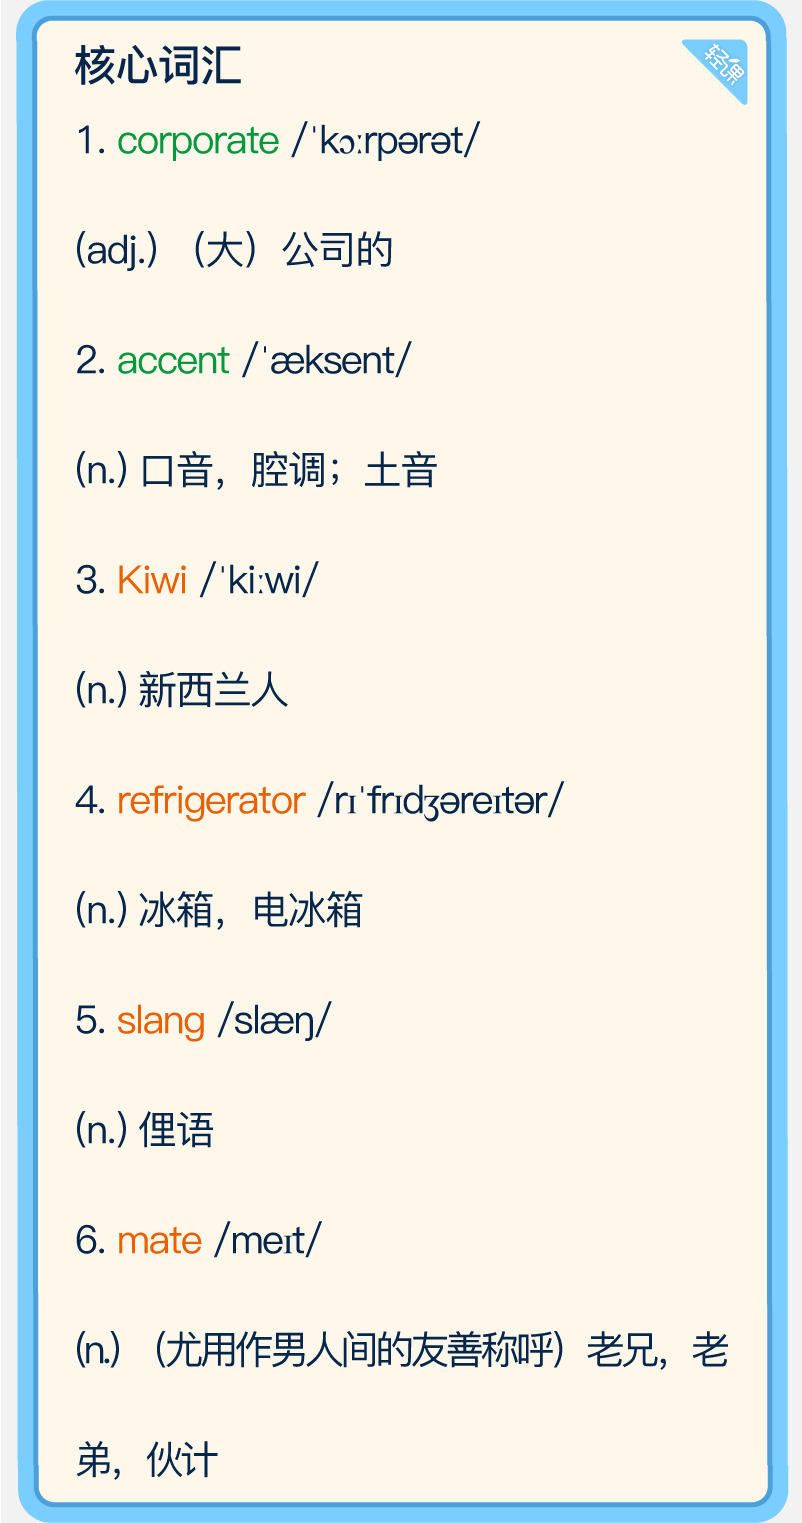 核心词汇
轻课
1. corporate /ˈkɔːrpərət/
(adj.) （大）公司的
2. accent /ˈæksent/
(n.) 口音，腔调；土音
3. Kiwi /ˈkiːwi/
(n.) 新西兰人
4. refrigerator /rɪˈfrɪdʒəreɪtər/
(n.) 冰箱，电冰箱
5. slang /slæŋ/
(n.) 俚语
6. mate /meɪt/
(n.) （尤用作男人间的友善称呼）老兄，老
弟，伙计